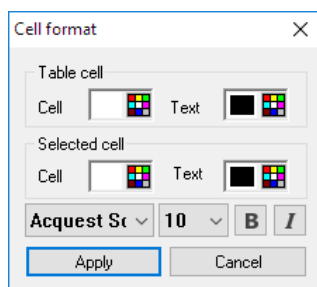 Cell format
Table cell
Cell Text
Selected cell
Cell Text
Acquest Sc 10 B I
Apply Cancel